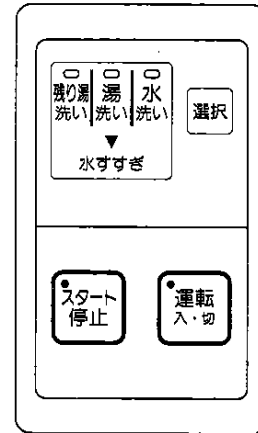 残り湯 湯 水
洗い 洗い 洗い
▼
水すすぎ
選択
スタート
停止
運転
入・切